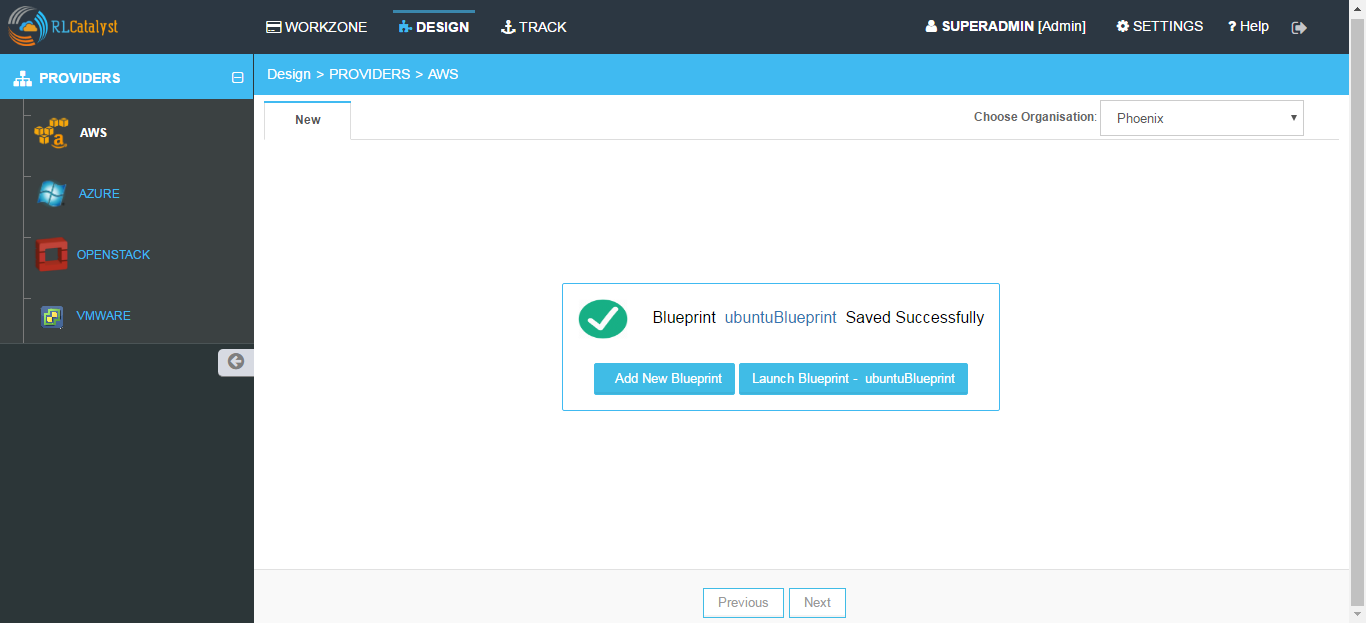 RLCatalyst WORKZONE DESIGN TRACK SUPERADMIN [Admin] SETTINGS ? Help
PROVIDERS
Design > PROVIDERS > AWS
New
Choose Organisation: Phoenix
AWS
AZURE
OPENSTACK
VMWARE
Blueprint ubuntuBlueprint Saved Successfully
Add New Blueprint Launch Blueprint - ubuntuBlueprint
Previous Next